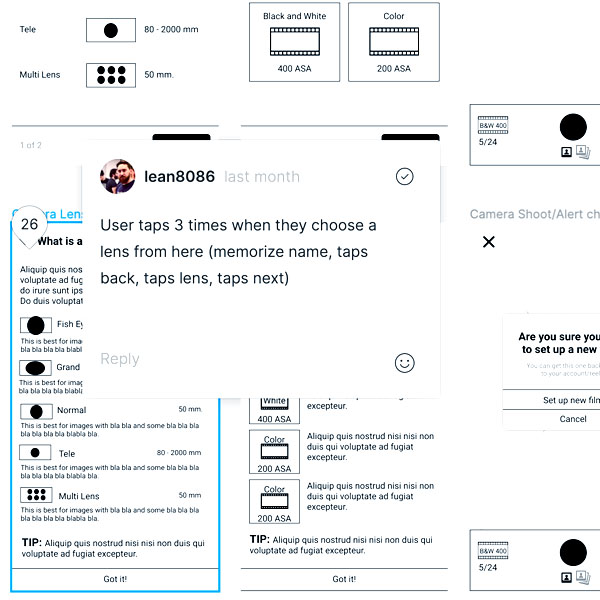 Tele
80 - 2000 mm
Multi Lens
50 mm.
1 of 2
Black and White
400 ASA
Color
200 ASA
B&W 400
5/24
Camera Lens
26
What is a
Aliquip quis nos
voluptate ad fug
do irure sunt ips
Do duis voluptat
Fish Ey
This is best for imag
bla bla bla bla blabl
Grand
This is best for imag
bla bla bla blabla
Normal
50 mm.
This is best for images with bla bla and some bla bla bla
bla bla bla bla blabla bla.
Tele
80 - 2000 mm
This is best for images with bla bla and some bla bla bla
bla bla bla bla blabla bla.
Multi Lens
50 mm
This is best for images with bla bla and some bla bla bla
bla bla bla bla blabla bla.
TIP: Aliquip quis nostrud nisi nisi non duis qui
voluptate ad fugiat excepteur.
Got it!
lean8086 last month
User taps 3 times when they choose a
lens from here (memorize name, taps
back, taps lens, taps next)
Reply
White
400 ASA
duis qui voluptate ad fugiat
excepteur.
Color
200 ASA
Aliquip quis nostrud nisi nisi non
duis qui voluptate ad fugiat
excepteur.
Color
200 ASA
Aliquip quis nostrud nisi nisi non
duis qui voluptate ad fugiat
excepteur.
TIP: Aliquip quis nostrud nisi nisi non duis qui
voluptate ad fugiat excepteur.
Got it!
Camera Shoot/Alert ch
Are you sure you
to set up a new
You can get this one back
to your account/reel
Set up new film
Cancel
B&W 400
5/24